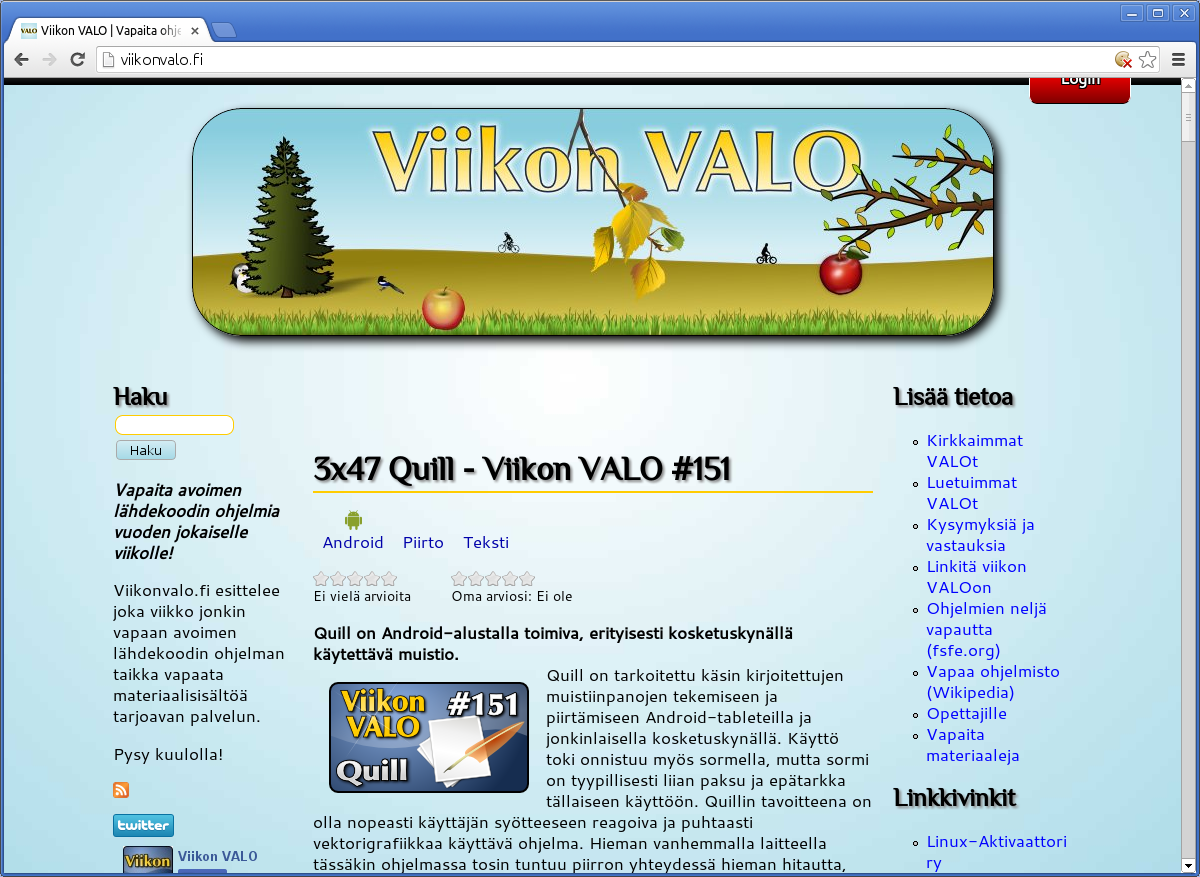 VALO Viikon VALO | Vapaita ohje
viikonvalo.fi
Login
Viikon VALO
Haku
Haku
Vapaita avoimen
lähdekoodin ohjelmia
vuoden jokaiselle
viikolle!
Viikonvalo.fi esittelee
joka viikko jonkin
vapaan avoimen
lähdekoodin ohjelman
taikka vapaata
materiaalisisältöä
tarjoavan palvelun.
Pysy kuulolla!
twitter
Viikon
Viikon VALO
3x47 Quill - Viikon VALO #151
Android Piirto Teksti
Ei vielä arvioita Oma arviosi: Ei ole
Quill on Android-alustalla toimiva, erityisesti kosketuskynällä
käytettävä muistio.
Viikon
VALO
#151
Quill
Quill on tarkoitettu käsin kirjoitettujen
muistiinpanojen tekemiseen ja
piirtämiseen Android-tableteilla ja
jonkinlaisella kosketuskynällä. Käyttö
toki onnistuu myös sormella, mutta sormi
on tyypillisesti liian paksu ja epätarkka
tällaiseen käyttöön. Quillin tavoitteena on
olla nopeasti käyttäjän syötteeseen reagoiva ja puhtaasti
vektorigrafiikkaa käyttävä ohjelma. Hieman vanhemmalla laitteella
tässäkin ohjelmassa tosin tuntuu piirron yhteydessä hieman hitautta,
Lisää tietoa
Kirkkaimmat
VALOt
Luetuimmat
VALOt
Kysymyksiä ja
vastauksia
Linkitä viikon
VALOon
Ohjelmien neljä
vapautta
(fsfe.org)
Vapaa ohjelmisto
(Wikipedia)
Opettajille
Vapaita
materiaaleja
Linkkivinkit
Linux-Aktivaattori
ry